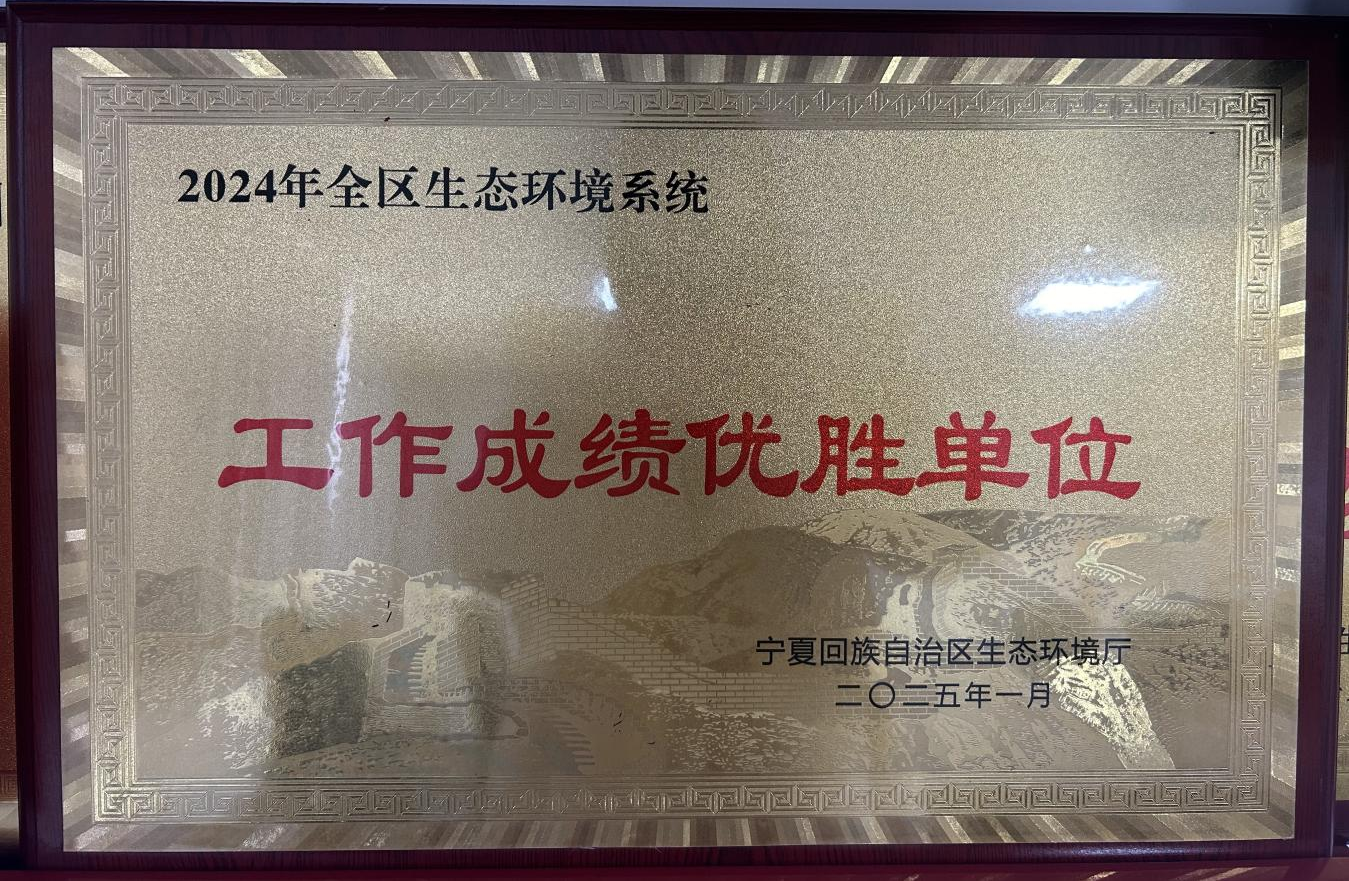 2024年全区生态环境系统
工作成绩优胜单位
宁夏回族自治区生态环境厅
二〇二五年一月